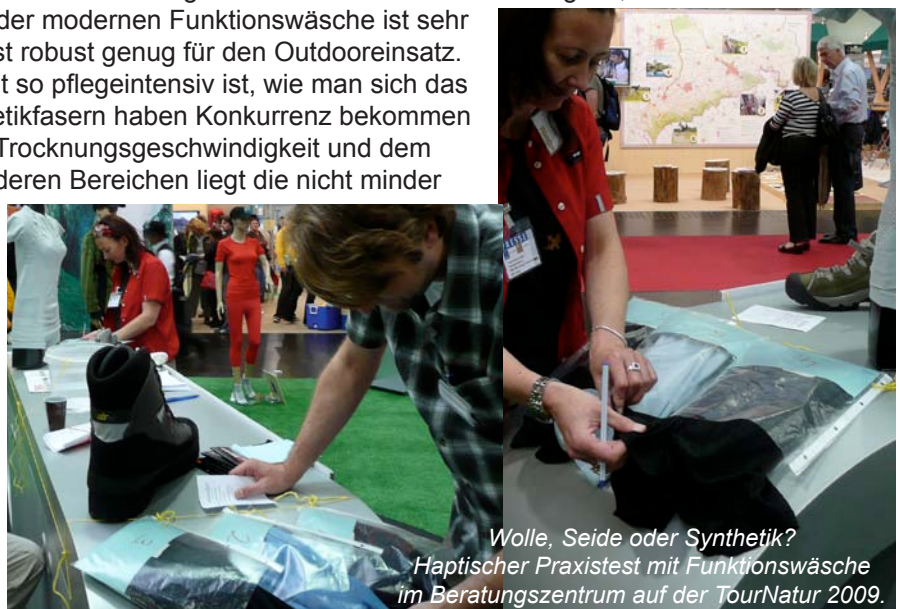 der modernen Funktionswäsche ist sehr
st robust genug für den Outdooreinsatz.
t so pflegeintensiv ist, wie man sich das
etikfasern haben Konkurrenz bekommen
Trocknungsgeschwindigkeit und dem
deren Bereichen liegt die nicht minder
Wolle, Seide oder Synthetik?
Haptischer Praxistest mit Funktionswäsche
im Beratungszentrum auf der TourNatur 2009.